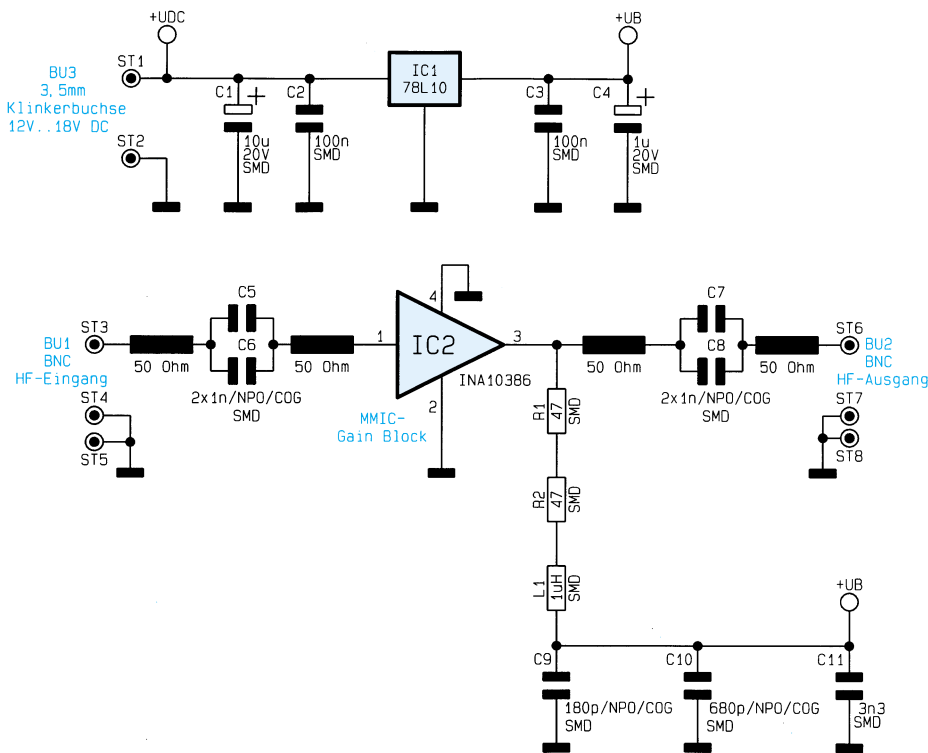 +UDC
+UB
ST1
BU3
3,5mm
Klinkerbuchse
12V..18V DC
ST2
C1
+
10u
20V
SMD
C2
100n
SMD
IC1
78L10
C3
100n
SMD
C4
+
1u
20V
SMD
ST3
BU1
BNC
HF-Eingang
ST4
ST5
50 Ohm
C5
C6
2x1n/NPO/COG
SMD
50 Ohm
1
4
IC2
3
2
INA10386
MMIC-
Gain Block
50 Ohm
C7
C8
2x1n/NPO/COG
SMD
50 Ohm
ST6
BU2
BNC
HF-Ausgang
ST7
ST8
R1
47
SMD
R2
47
SMD
L1
1uH
SMD
+UB
C9
180p/NPO/COG
SMD
C10
680p/NPO/COG
SMD
C11
3n3
SMD